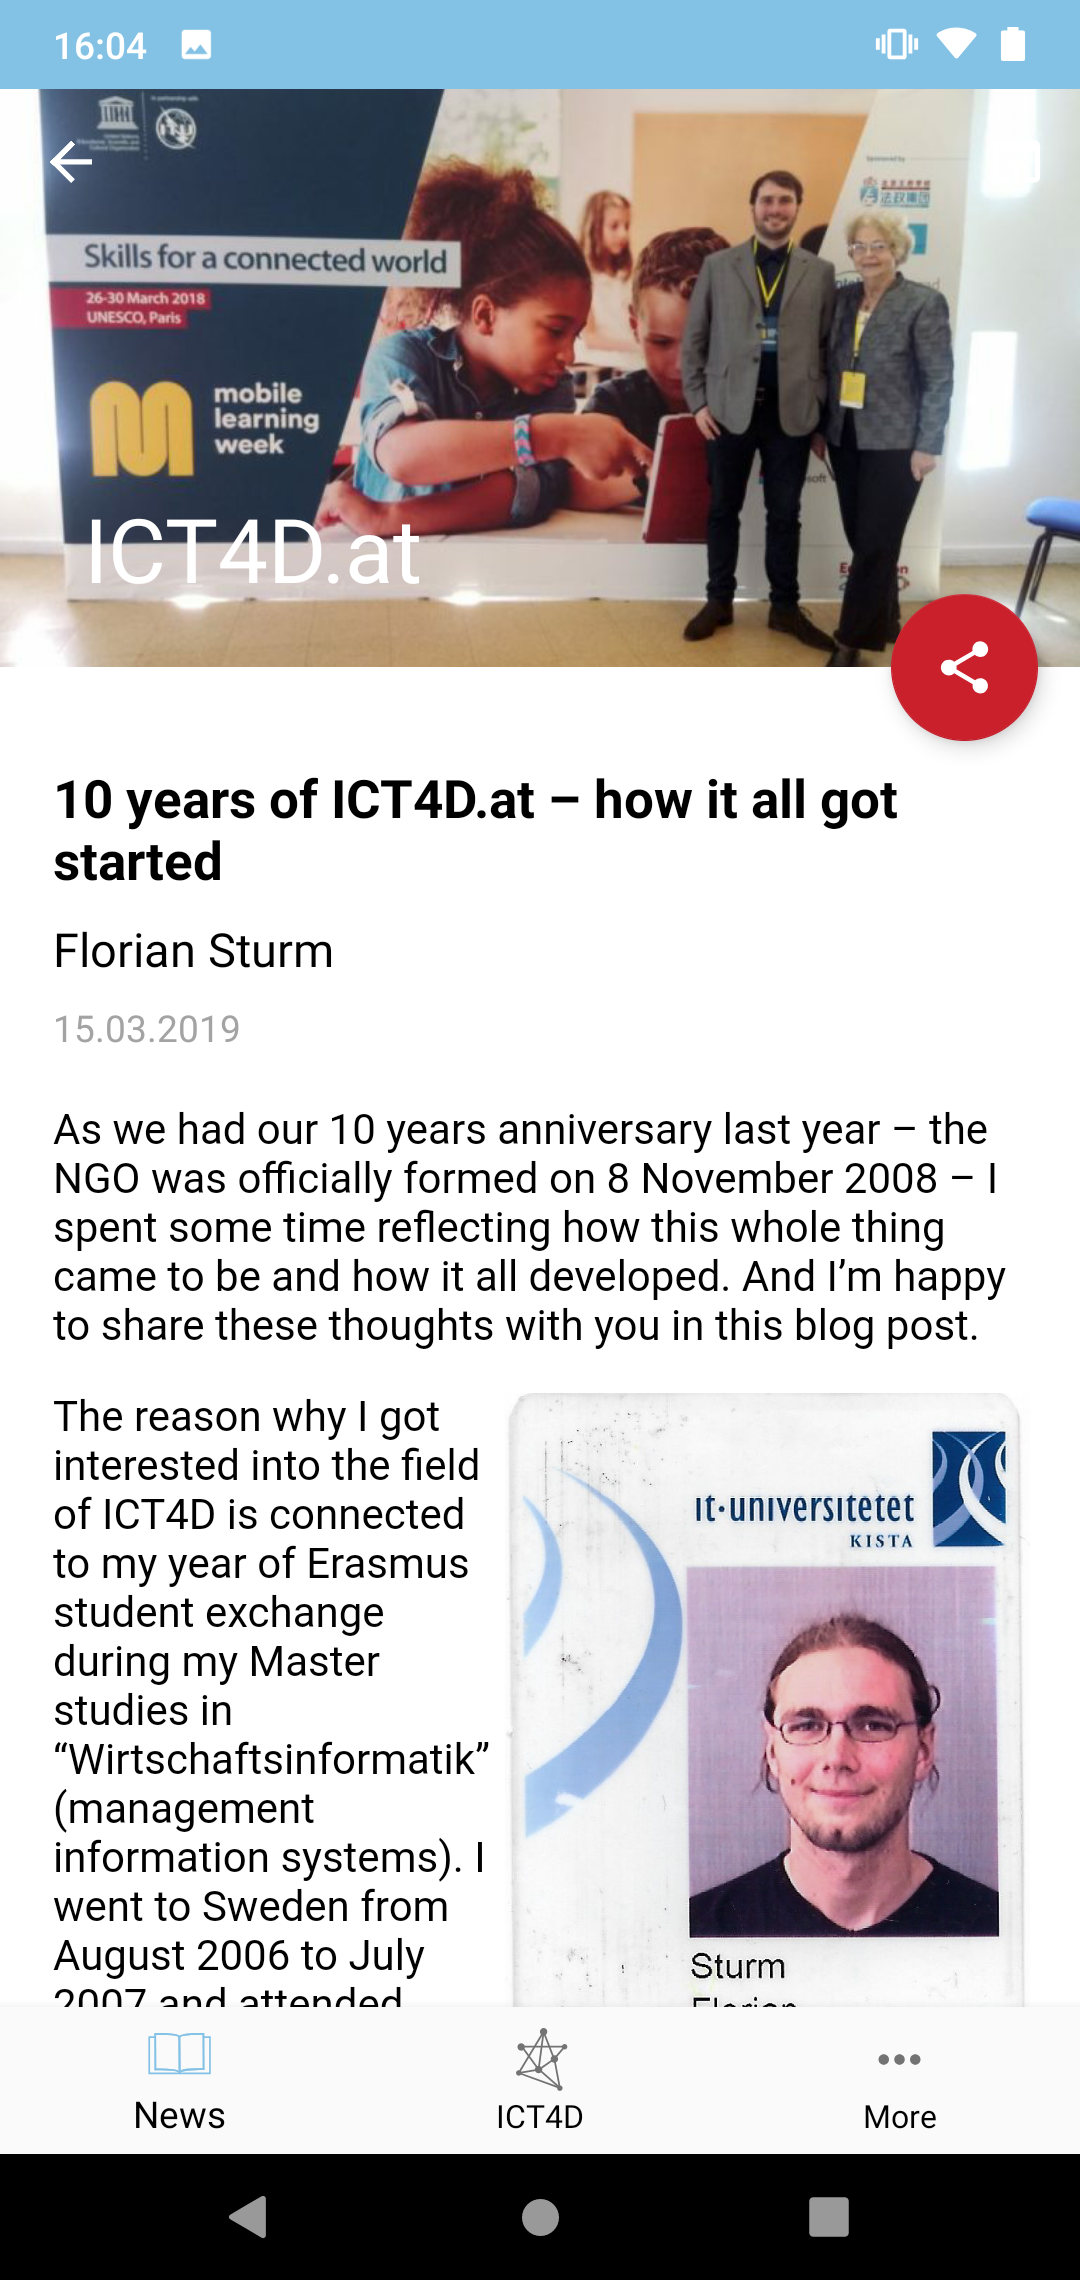 16:04
ITU
Skills for a connected world
26-30 March 2018
UNESCO, Paris
mobile
learning
week
ICT4D.at
10 years of ICT4D.at – how it all got
started
Florian Sturm
15.03.2019
As we had our 10 years anniversary last year – the
NGO was officially formed on 8 November 2008 – I
spent some time reflecting how this whole thing
came to be and how it all developed. And I’m happy
to share these thoughts with you in this blog post.
The reason why I got
interested into the field
of ICT4D is connected
to my year of Erasmus
student exchange
during my Master
studies in
“Wirtschaftsinformatik”
(management
information systems). I
went to Sweden from
August 2006 to July
2007 and attended
it·universitetet
KISTA
Sturm
Florian
News
ICT4D
More